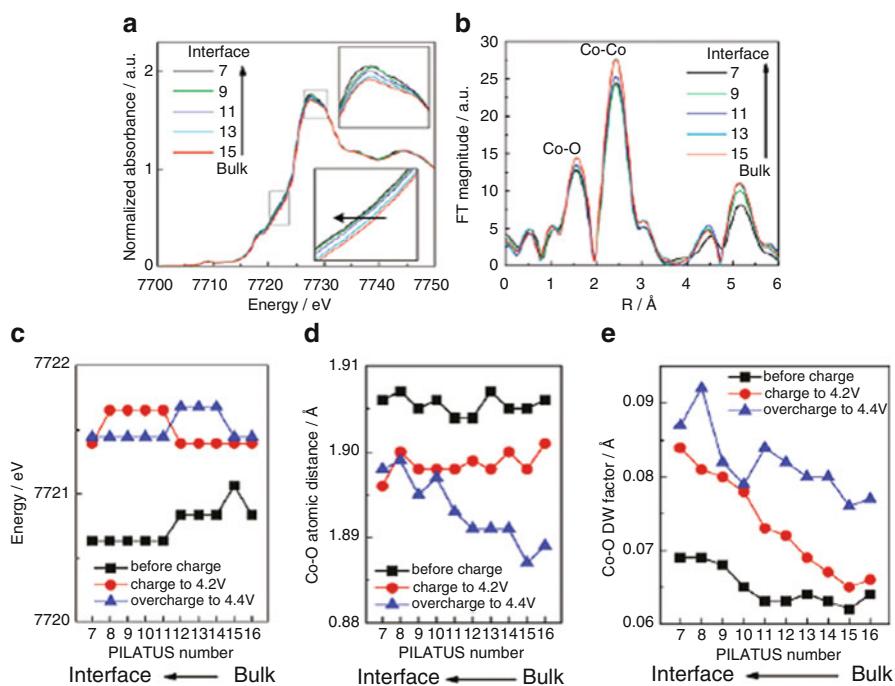 a
Interface
7
9
11
13
15
Bulk
Normalized absorbance / a.u.
2
1
0
7700 7710 7720 7730 7740 7750
Energy / eV
b
Co-Co
Co-O
Interface
7
9
11
13
15
Bulk
FT magnitude / a.u.
30
25
20
15
10
5
0
0 1 2 3 4 5 6
R / Å
c
7722
7721
7720
Energy / eV
before charge
charge to 4.2V
overcharge to 4.4V
7 8 9 10 11 12 13 14 15 16
PILATUS number
Interface Bulk
d
1.91
1.90
1.89
0.88
Co-O atomic distance / Å
before charge
charge to 4.2V
overcharge to 4.4V
7 8 9 10 11 12 13 14 15 16
PILATUS number
Interface Bulk
e
before charge
charge to 4.2V
overcharge to 4.4V
0.09
0.08
0.07
0.06
Co-O DW factor / Å
7 8 9 10 11 12 13 14 15 16
PILATUS number
Interface Bulk